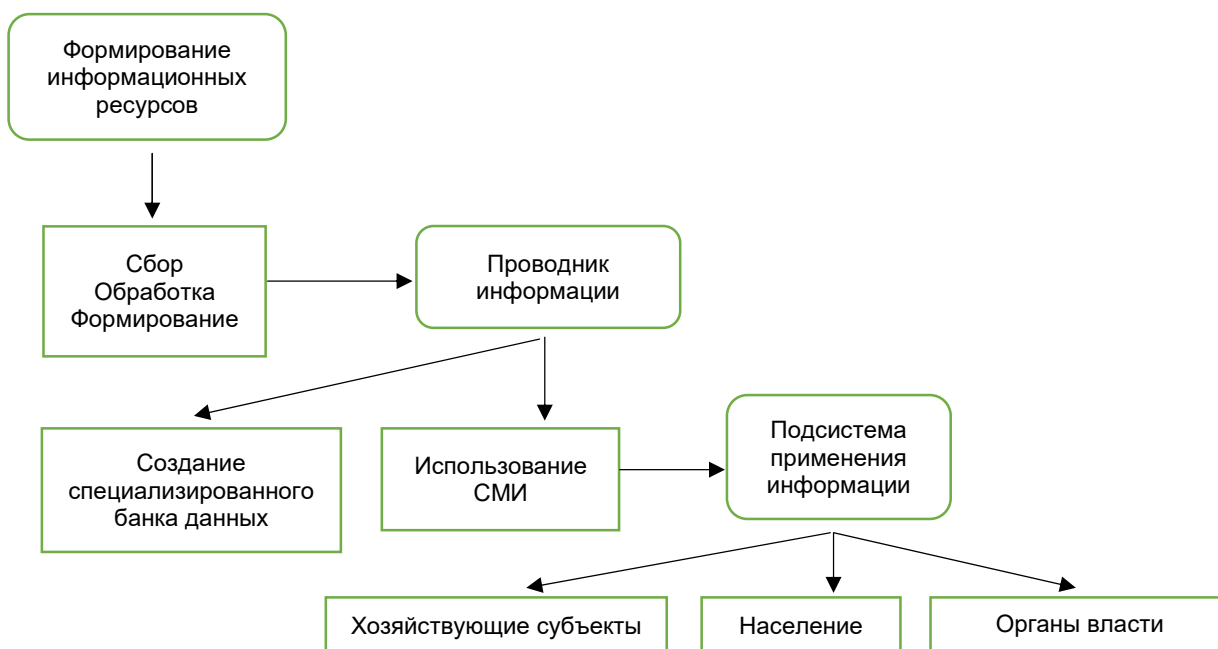 Формирование
информационных
ресурсов
Сбор
Обработка
Формирование
Проводник
информации
Создание
специализированного
банка данных
Использование
СМИ
Подсистема
применения
информации
Хозяйствующие субъекты
Население
Органы власти